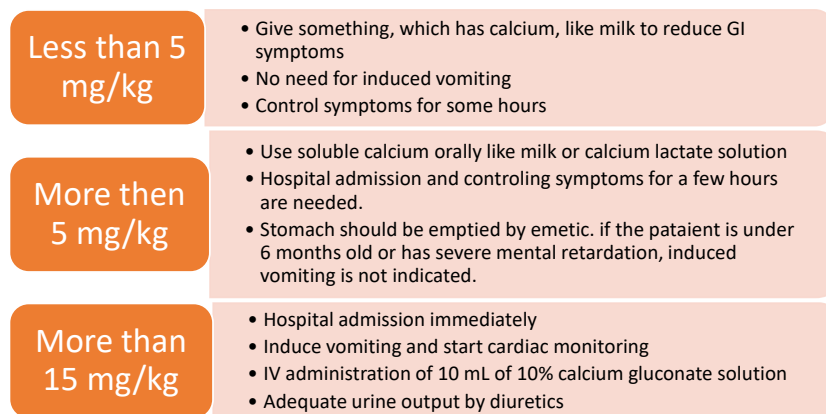 Less than 5
mg/kg
• Give something, which has calcium, like milk to reduce GI
symptoms
• No need for induced vomiting
• Control symptoms for some hours
More then
5 mg/kg
• Use soluble calcium orally like milk or calcium lactate solution
• Hospital admission and controling symptoms for a few hours
are needed.
• Stomach should be emptied by emetic. if the pataient is under
6 months old or has severe mental retardation, induced
vomiting is not indicated.
More than
15 mg/kg
• Hospital admission immediately
• Induce vomiting and start cardiac monitoring
• IV administration of 10 mL of 10% calcium gluconate solution
• Adequate urine output by diuretics